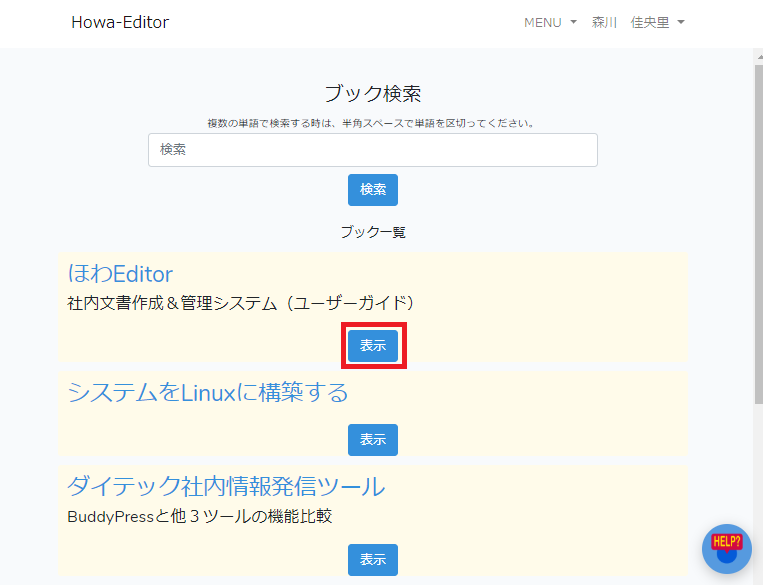 Howa-Editor
MENU 森川 佳央里
ブック検索
複数の単語で検索する時は、半角スペースで単語を区切ってください。
検索
検索
ブック一覧
ほわEditor
社内文書作成＆管理システム（ユーザーガイド）
表示
システムをLinuxに構築する
表示
ダイテック社内情報発信ツール
BuddyPressと他３ツールの機能比較
表示
HELP?